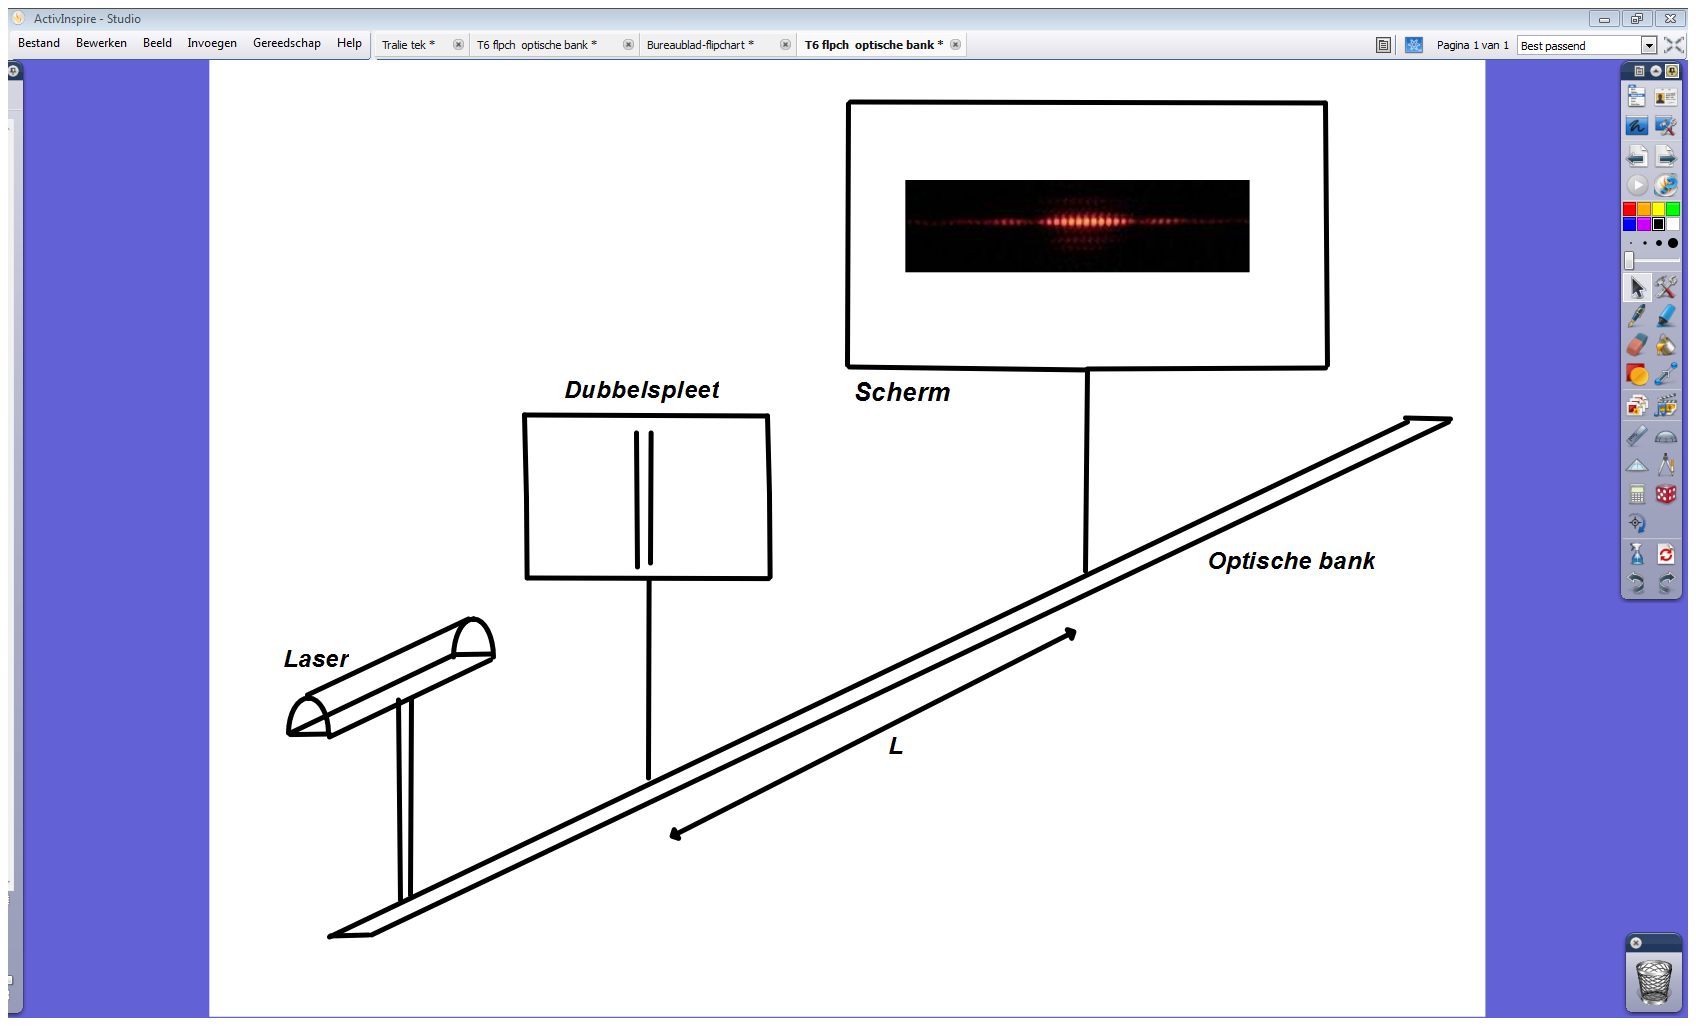 ActivInspire - Studio
Bestand Bewerken Beeld Invoegen Gereedschap Help
Tralie tek * T6 flpch optische bank * Bureaublad-flipchart * T6 flpch optische bank *
Pagina 1 van 1 Best passend
Dubbelspleet
Scherm
Optische bank
Laser
L